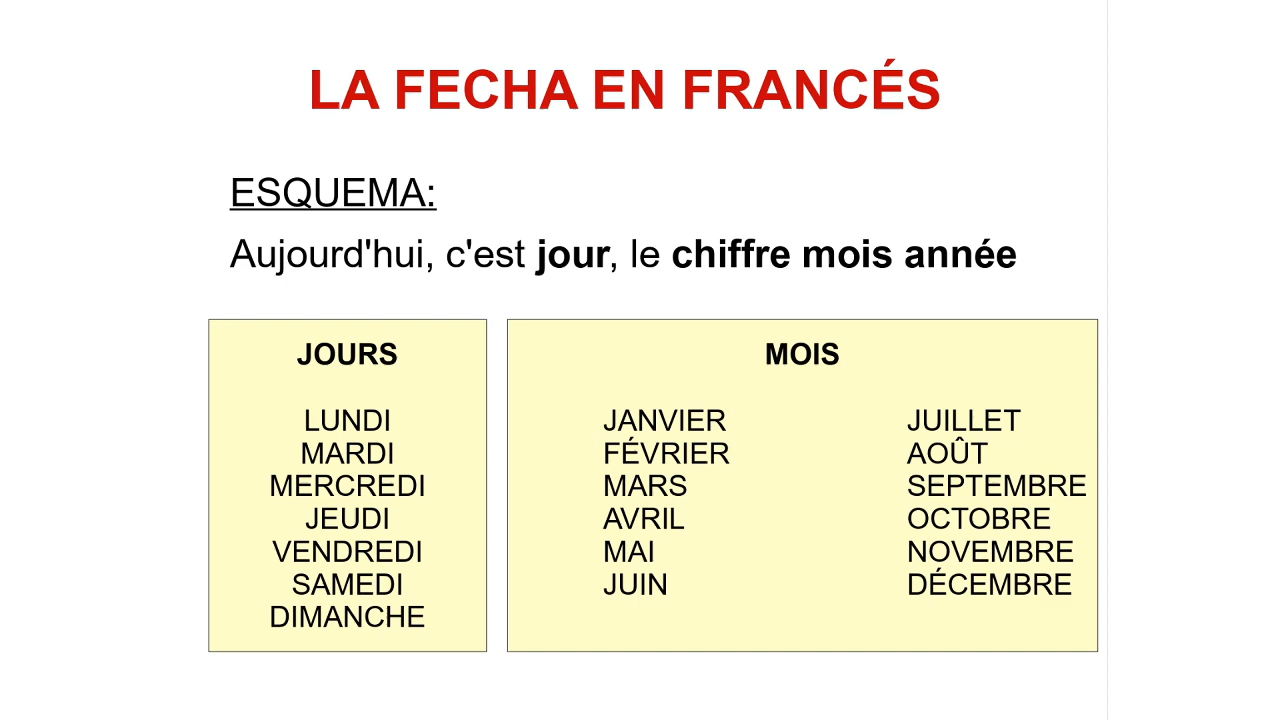 LA FECHA EN FRANCÉS
ESQUEMA:
Aujourd'hui, c'est jour, le chiffre mois année
JOURS
LUNDI
MARDI
MERCREDI
JEUDI
VENDREDI
SAMEDI
DIMANCHE
MOIS
JANVIER
FÉVRIER
MARS
AVRIL
MAI
JUIN
JUILLET
AOÛT
SEPTEMBRE
OCTOBRE
NOVEMBRE
DÉCEMBRE